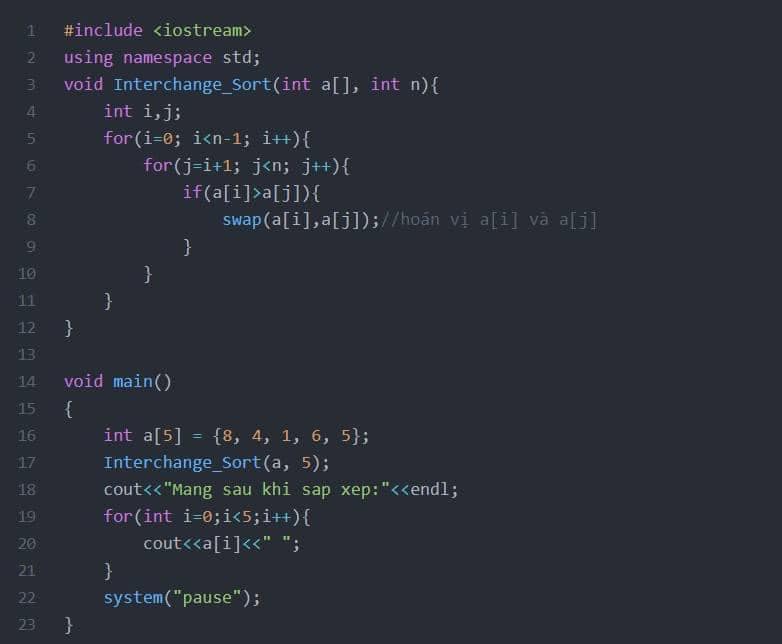 1 #include <iostream>
2 using namespace std;
3 void Interchange_Sort(int a[], int n){
4 int i,j;
5 for(i=0; i<n-1; i++){
6 for(j=i+1; j<n; j++){
7 if(a[i]>a[j]){
8 swap(a[i],a[j]);//hoán vị a[i] và a[j]
9 }
10 }
11 }
12 }
13
14 void main()
15 {
16 int a[5] = {8, 4, 1, 6, 5};
17 Interchange_Sort(a, 5);
18 cout<<"Mang sau khi sap xep:"<<endl;
19 for(int i=0;i<5;i++){
20 cout<<a[i]<<" ";
21 }
22 system("pause");
23 }